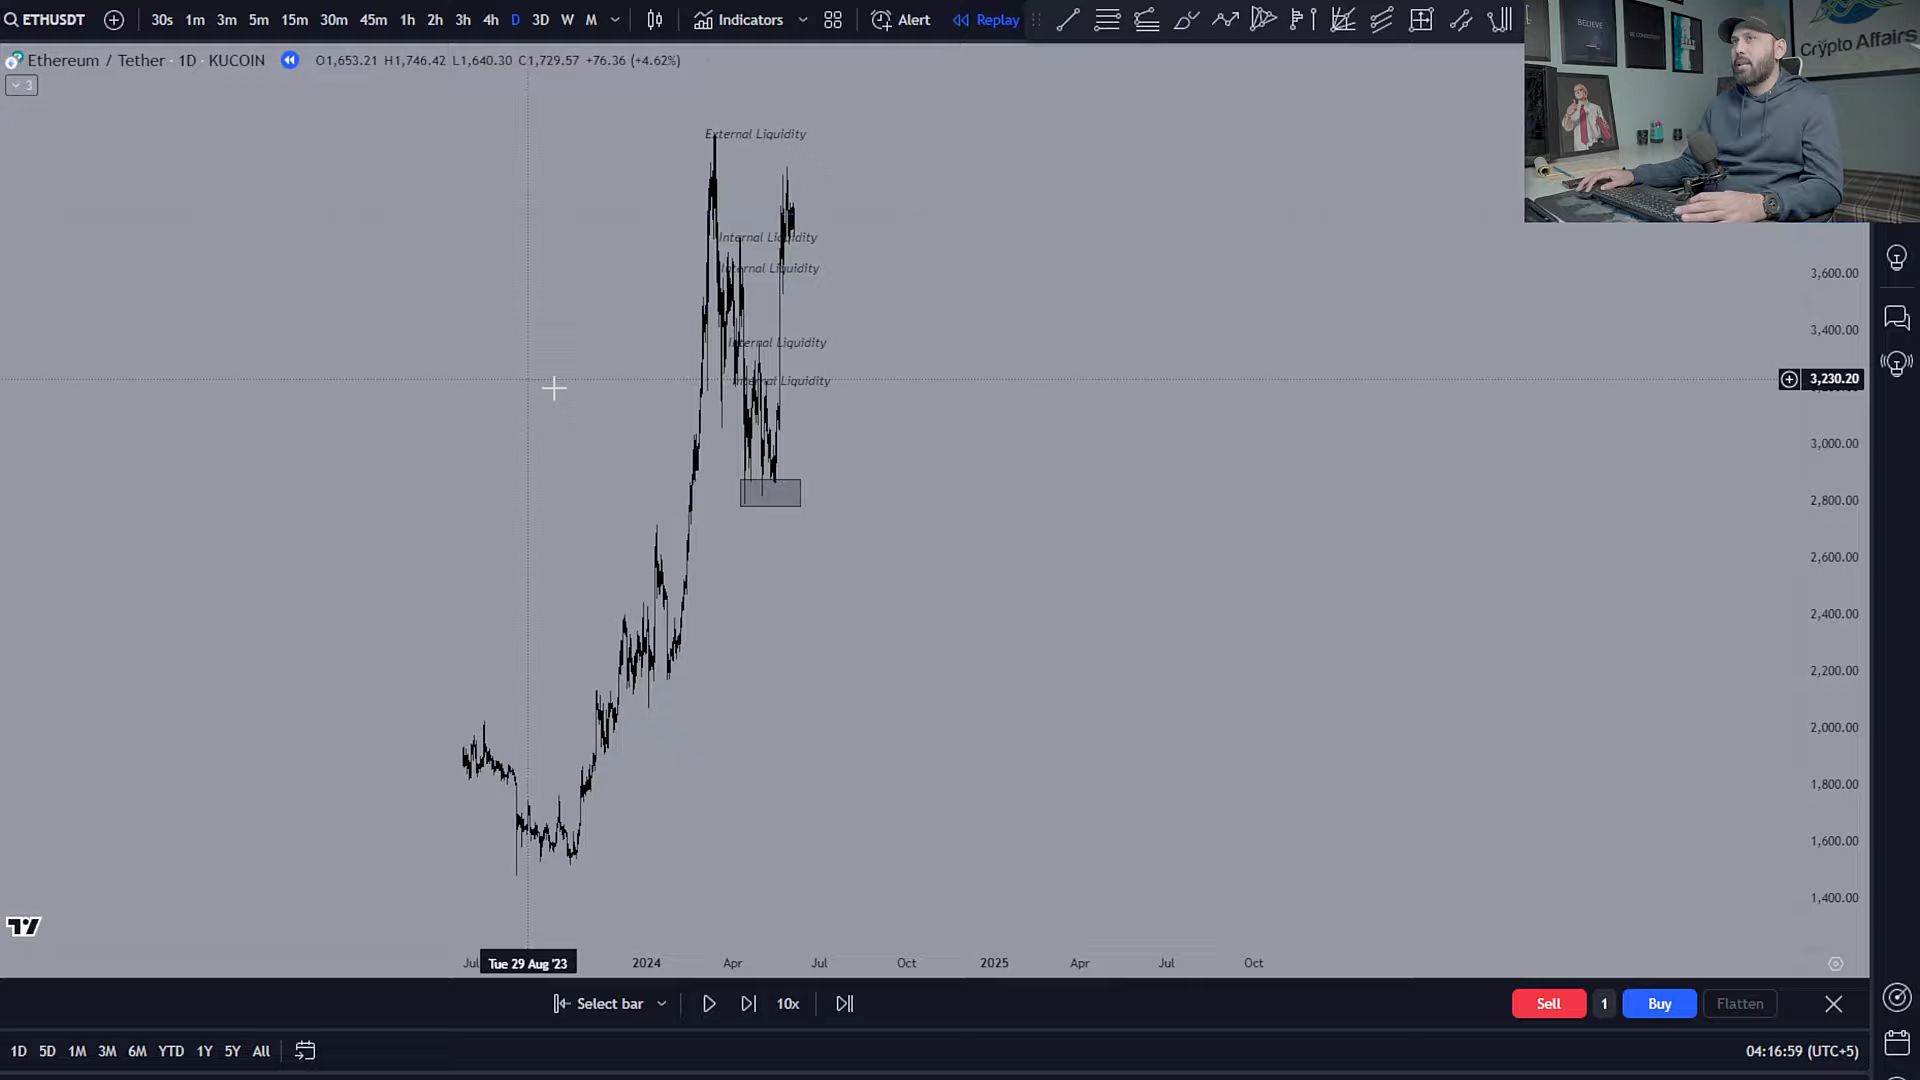 ETHUSDT 30s 1m 3m 5m 15m 30m 45m 1h 2h 3h 4h D 3D W M Indicators Alert Replay
BELIEVE
Crypto Affairs
Ethereum / Tether · 1D · KUCOIN O1,653.21 H1,746.42 L1,640.30 C1,729.57 +76.36 (+4.62%)
3
External Liquidity
Internal Liquidity
Internal Liquidity
3,600.00
3,400.00
Internal Liquidity
Internal Liquidity
3,230.20
3,000.00
2,800.00
2,600.00
2,400.00
2,200.00
2,000.00
1,800.00
1,600.00
1,400.00
Jul Tue 29 Aug '23 2024 Apr Jul Oct 2025 Apr Jul Oct
Select bar 10x Sell 1 Buy Flatten
1D 5D 1M 3M 6M YTD 1Y 5Y All 04:16:59 (UTC+5)